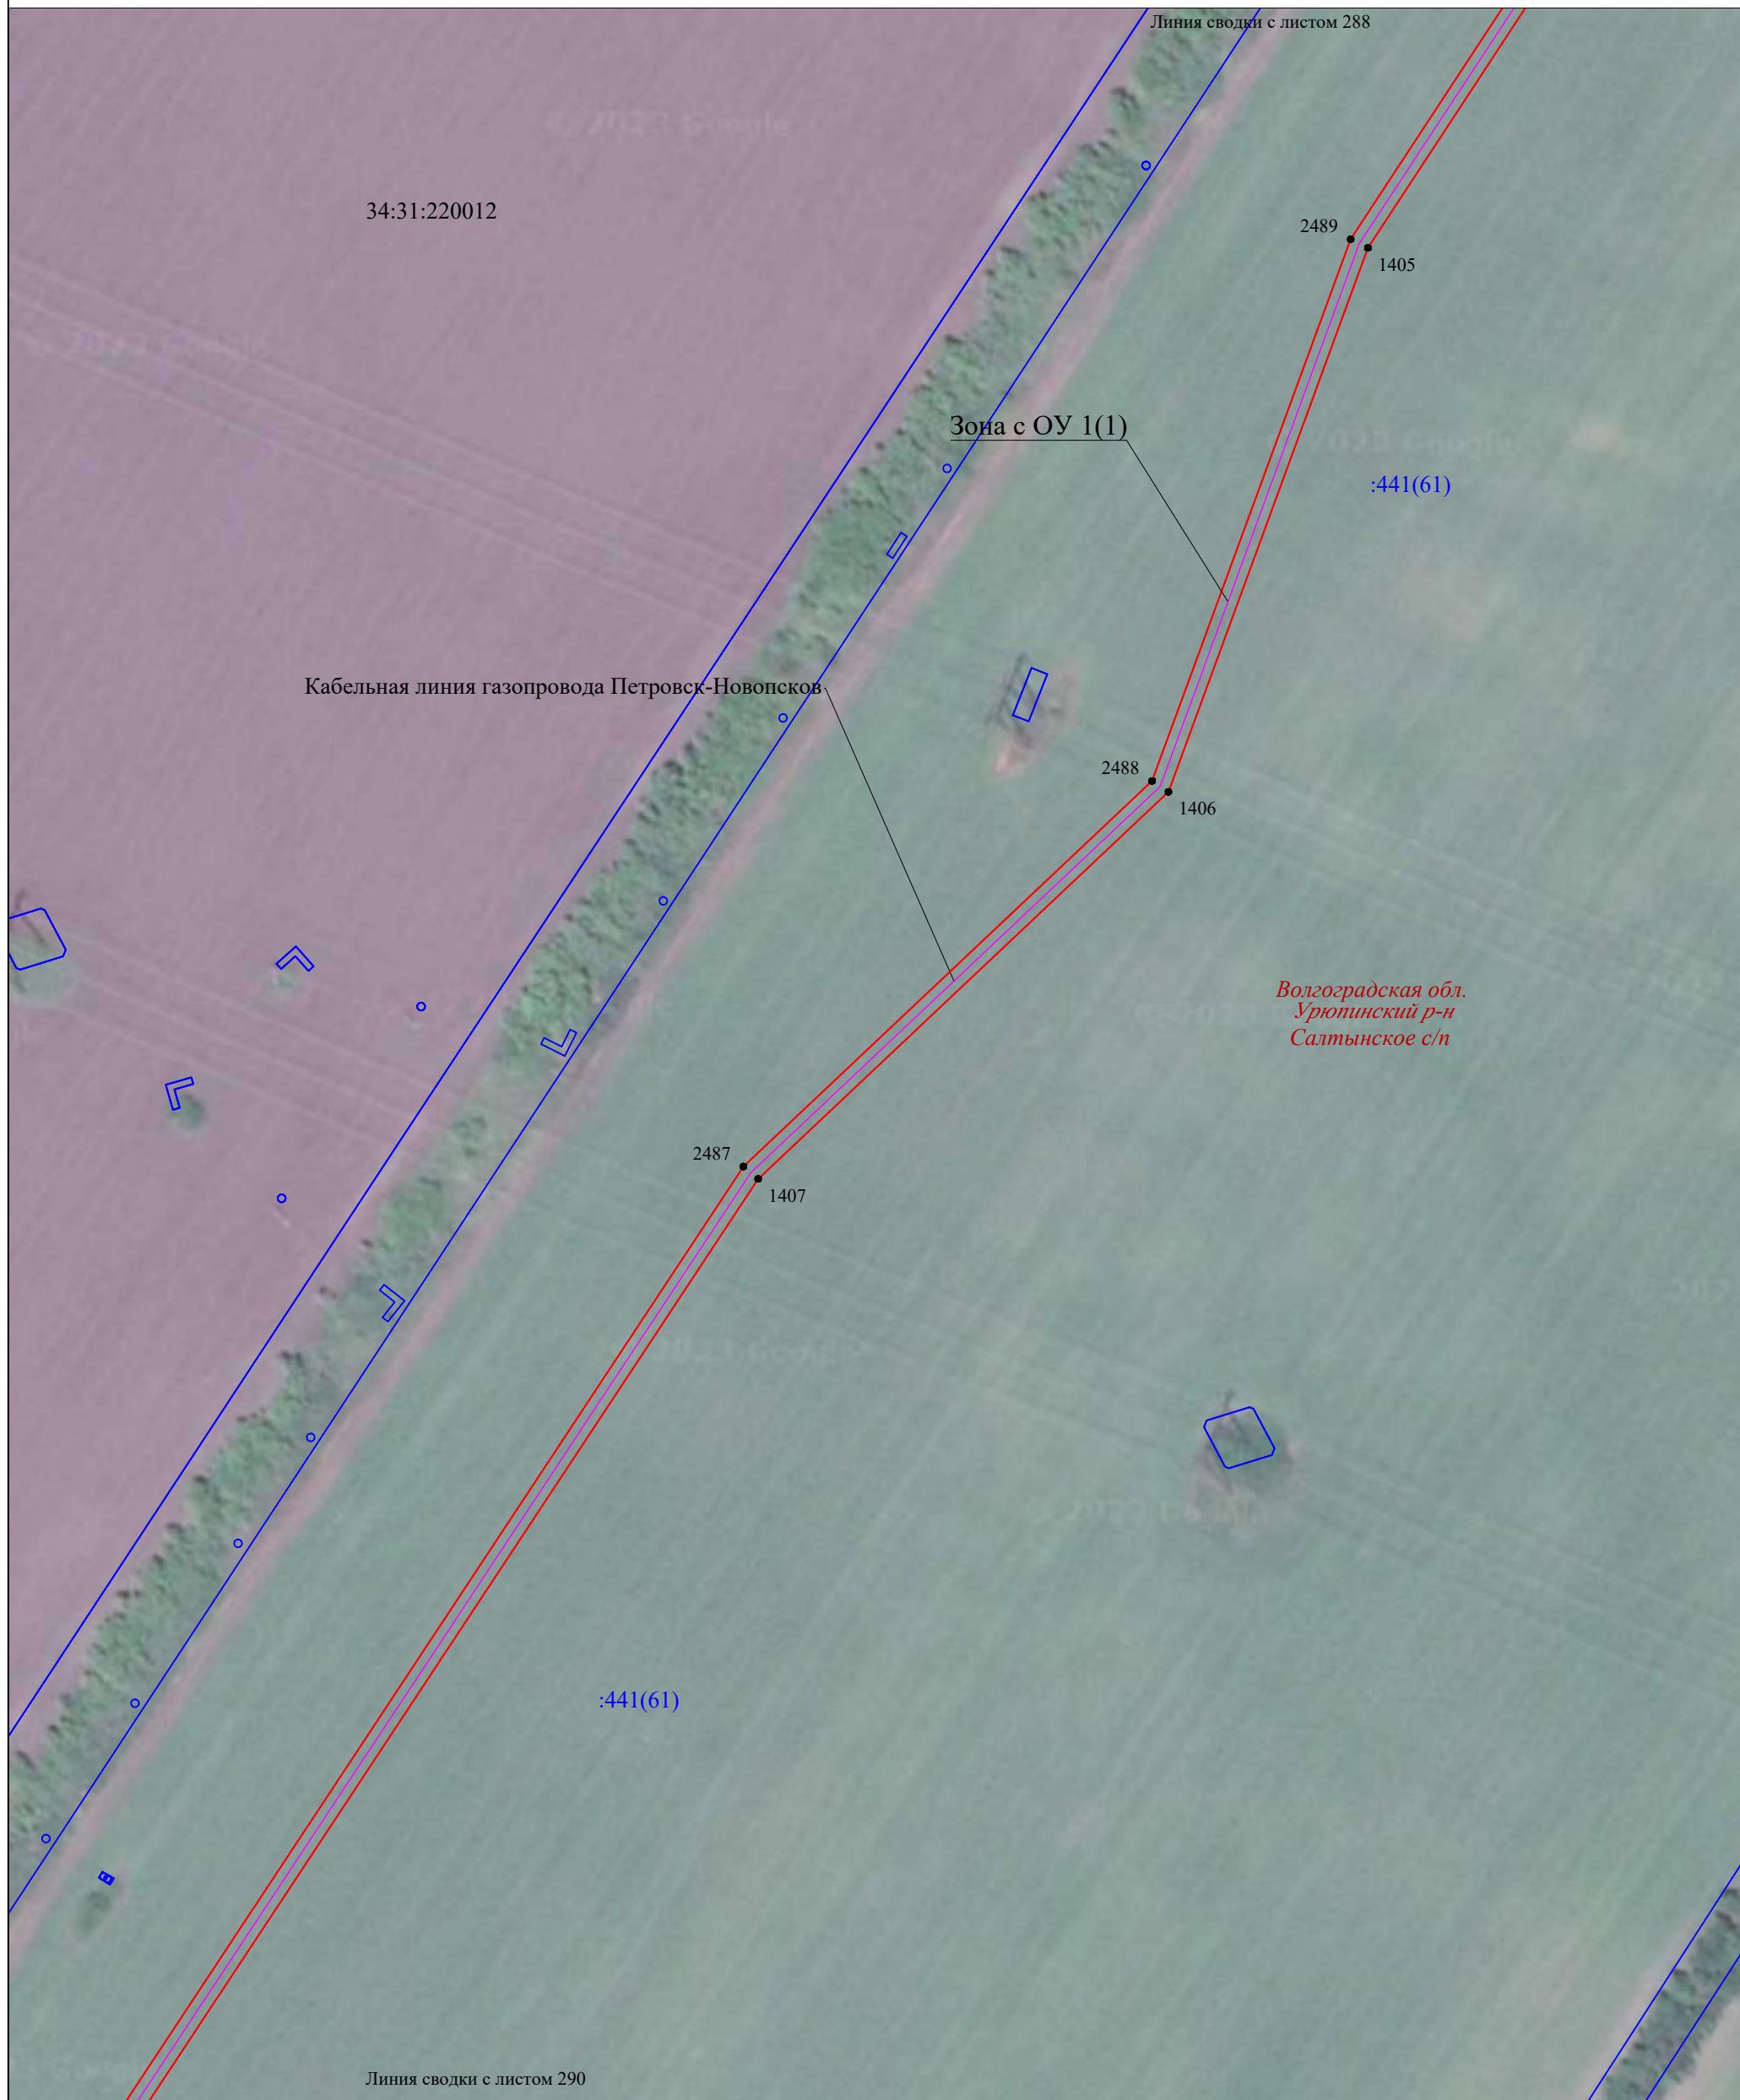 Линия сводки с листом 288
34:31:220012
2489
1405
Зона с ОУ 1(1)
:441(61)
Кабельная линия газопровода Петровск-Новопсков
2488
1406
Волгоградская обл.
Урюпинский р-н
Салтынское с/п
2487
1407
:441(61)
Линия сводки с листом 290